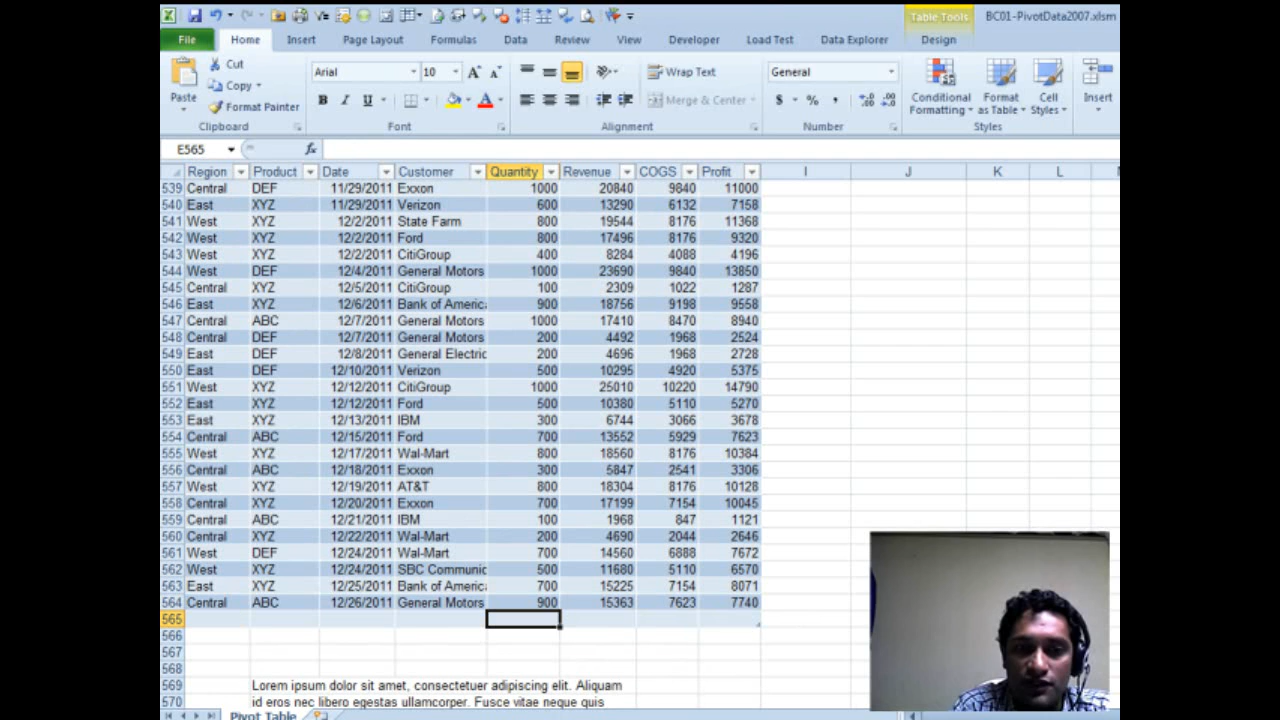 Table Tools
BC01-PivotData2007.xlsm
File Home Insert Page Layout Formulas Data Review View Developer Load Test Data Explorer Design
Paste
Cut
Copy
Format Painter
Arial 10
B I U
Wrap Text
Merge & Center
General
$ % ,
Conditional Formatting
Format as Table
Cell Styles
Insert
Clipboard Font Alignment Number Styles
E565 fx
Region Product Date Customer Quantity Revenue COGS Profit I J K L
539 Central DEF 11/29/2011 Exxon 1000 20840 9840 11000
540 East XYZ 11/29/2011 Verizon 600 13290 6132 7158
541 West XYZ 12/2/2011 State Farm 800 19544 8176 11368
542 West XYZ 12/2/2011 Ford 800 17496 8176 9320
543 West XYZ 12/2/2011 CitiGroup 400 8284 4088 4196
544 West DEF 12/4/2011 General Motors 1000 23690 9840 13850
545 Central XYZ 12/5/2011 CitiGroup 100 2309 1022 1287
546 East XYZ 12/6/2011 Bank of America 900 18756 9198 9558
547 Central ABC 12/7/2011 General Motors 1000 17410 8470 8940
548 Central DEF 12/7/2011 General Motors 200 4492 1968 2524
549 East DEF 12/8/2011 General Electric 200 4696 1968 2728
550 East DEF 12/10/2011 Verizon 500 10295 4920 5375
551 West XYZ 12/12/2011 CitiGroup 1000 25010 10220 14790
552 East XYZ 12/12/2011 Ford 500 10380 5110 5270
553 East XYZ 12/13/2011 IBM 300 6744 3066 3678
554 Central ABC 12/15/2011 Ford 700 13552 5929 7623
555 West XYZ 12/17/2011 Wal-Mart 800 18560 8176 10384
556 Central ABC 12/18/2011 Exxon 300 5847 2541 3306
557 West XYZ 12/19/2011 AT&T 800 18304 8176 10128
558 Central XYZ 12/20/2011 Exxon 700 17199 7154 10045
559 Central ABC 12/21/2011 IBM 100 1968 847 1121
560 Central XYZ 12/22/2011 Wal-Mart 200 4690 2044 2646
561 West DEF 12/24/2011 Wal-Mart 700 14560 6888 7672
562 West XYZ 12/24/2011 SBC Communic 500 11680 5110 6570
563 East XYZ 12/25/2011 Bank of America 700 15225 7154 8071
564 Central ABC 12/26/2011 General Motors 900 15363 7623 7740
565
566
567
568
569 Lorem ipsum dolor sit amet, consectetuer adipiscing elit. Aliquam
570 id eros nec libero egestas ullamcorper. Fusce vitae neque quis
Pivot Table